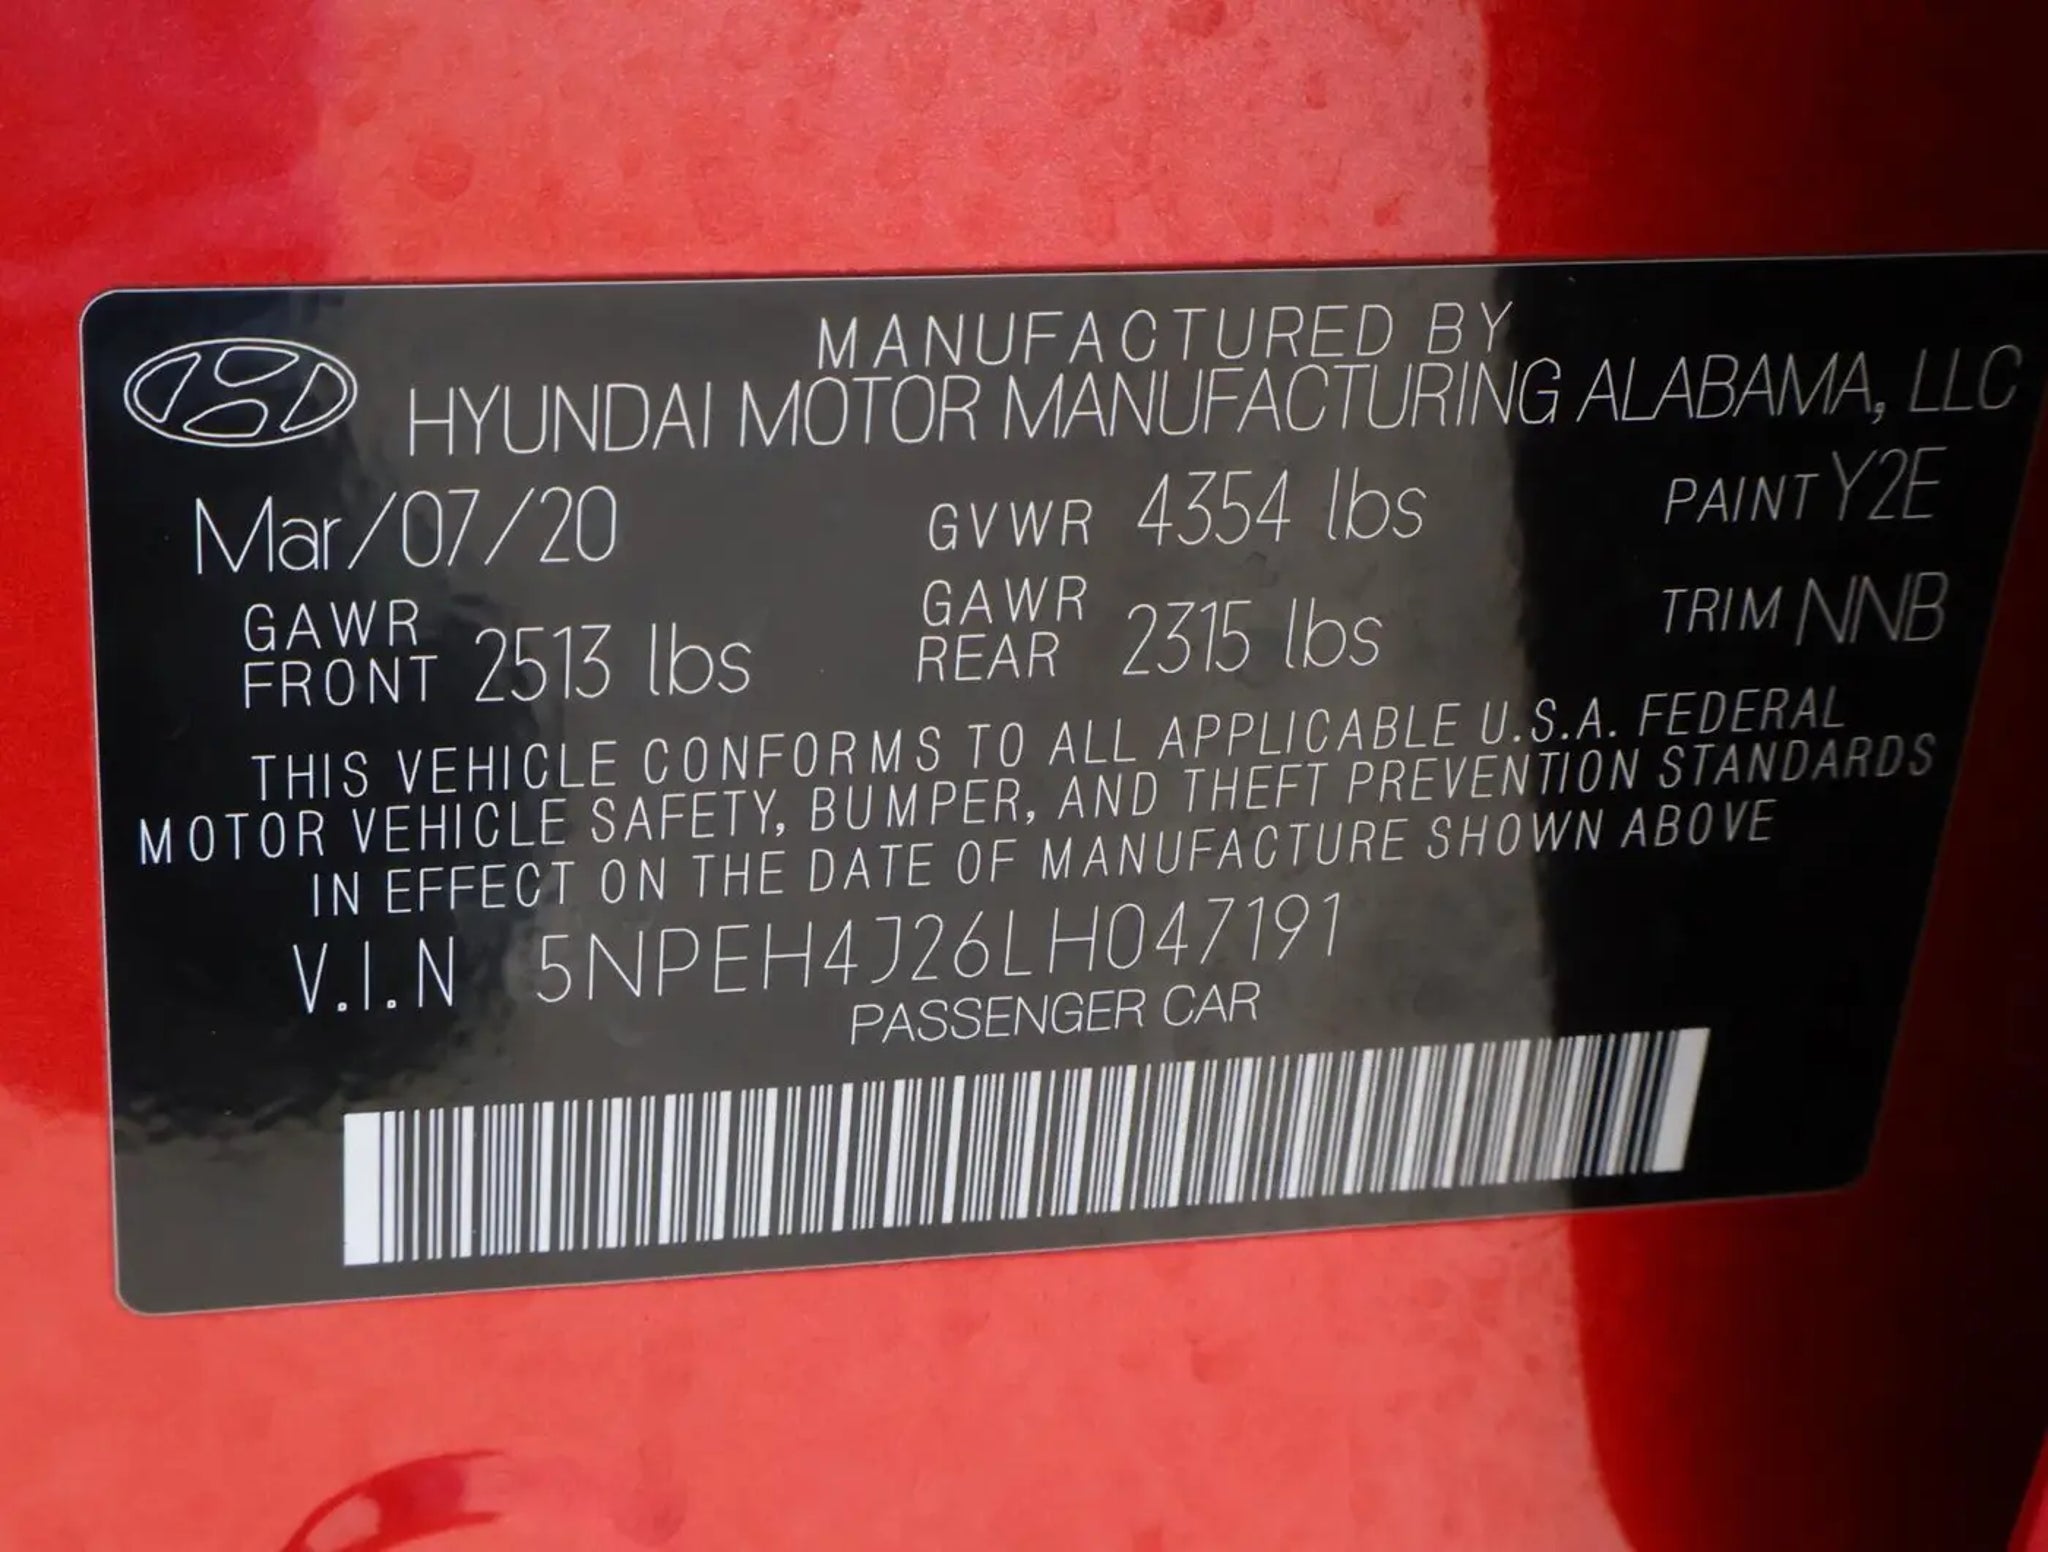 MANUFACTURED BY
HYUNDAI MOTOR MANUFACTURING ALABAMA, LLC
Mar/07/20 GVWR 4354 lbs PAINT Y2E
GAWR FRONT 2513 lbs GAWR REAR 2315 lbs TRIM NNB
THIS VEHICLE CONFORMS TO ALL APPLICABLE U.S.A. FEDERAL
MOTOR VEHICLE SAFETY, BUMPER, AND THEFT PREVENTION STANDARDS
IN EFFECT ON THE DATE OF MANUFACTURE SHOWN ABOVE
V.I.N 5NPEH4J26LH047191
PASSENGER CAR